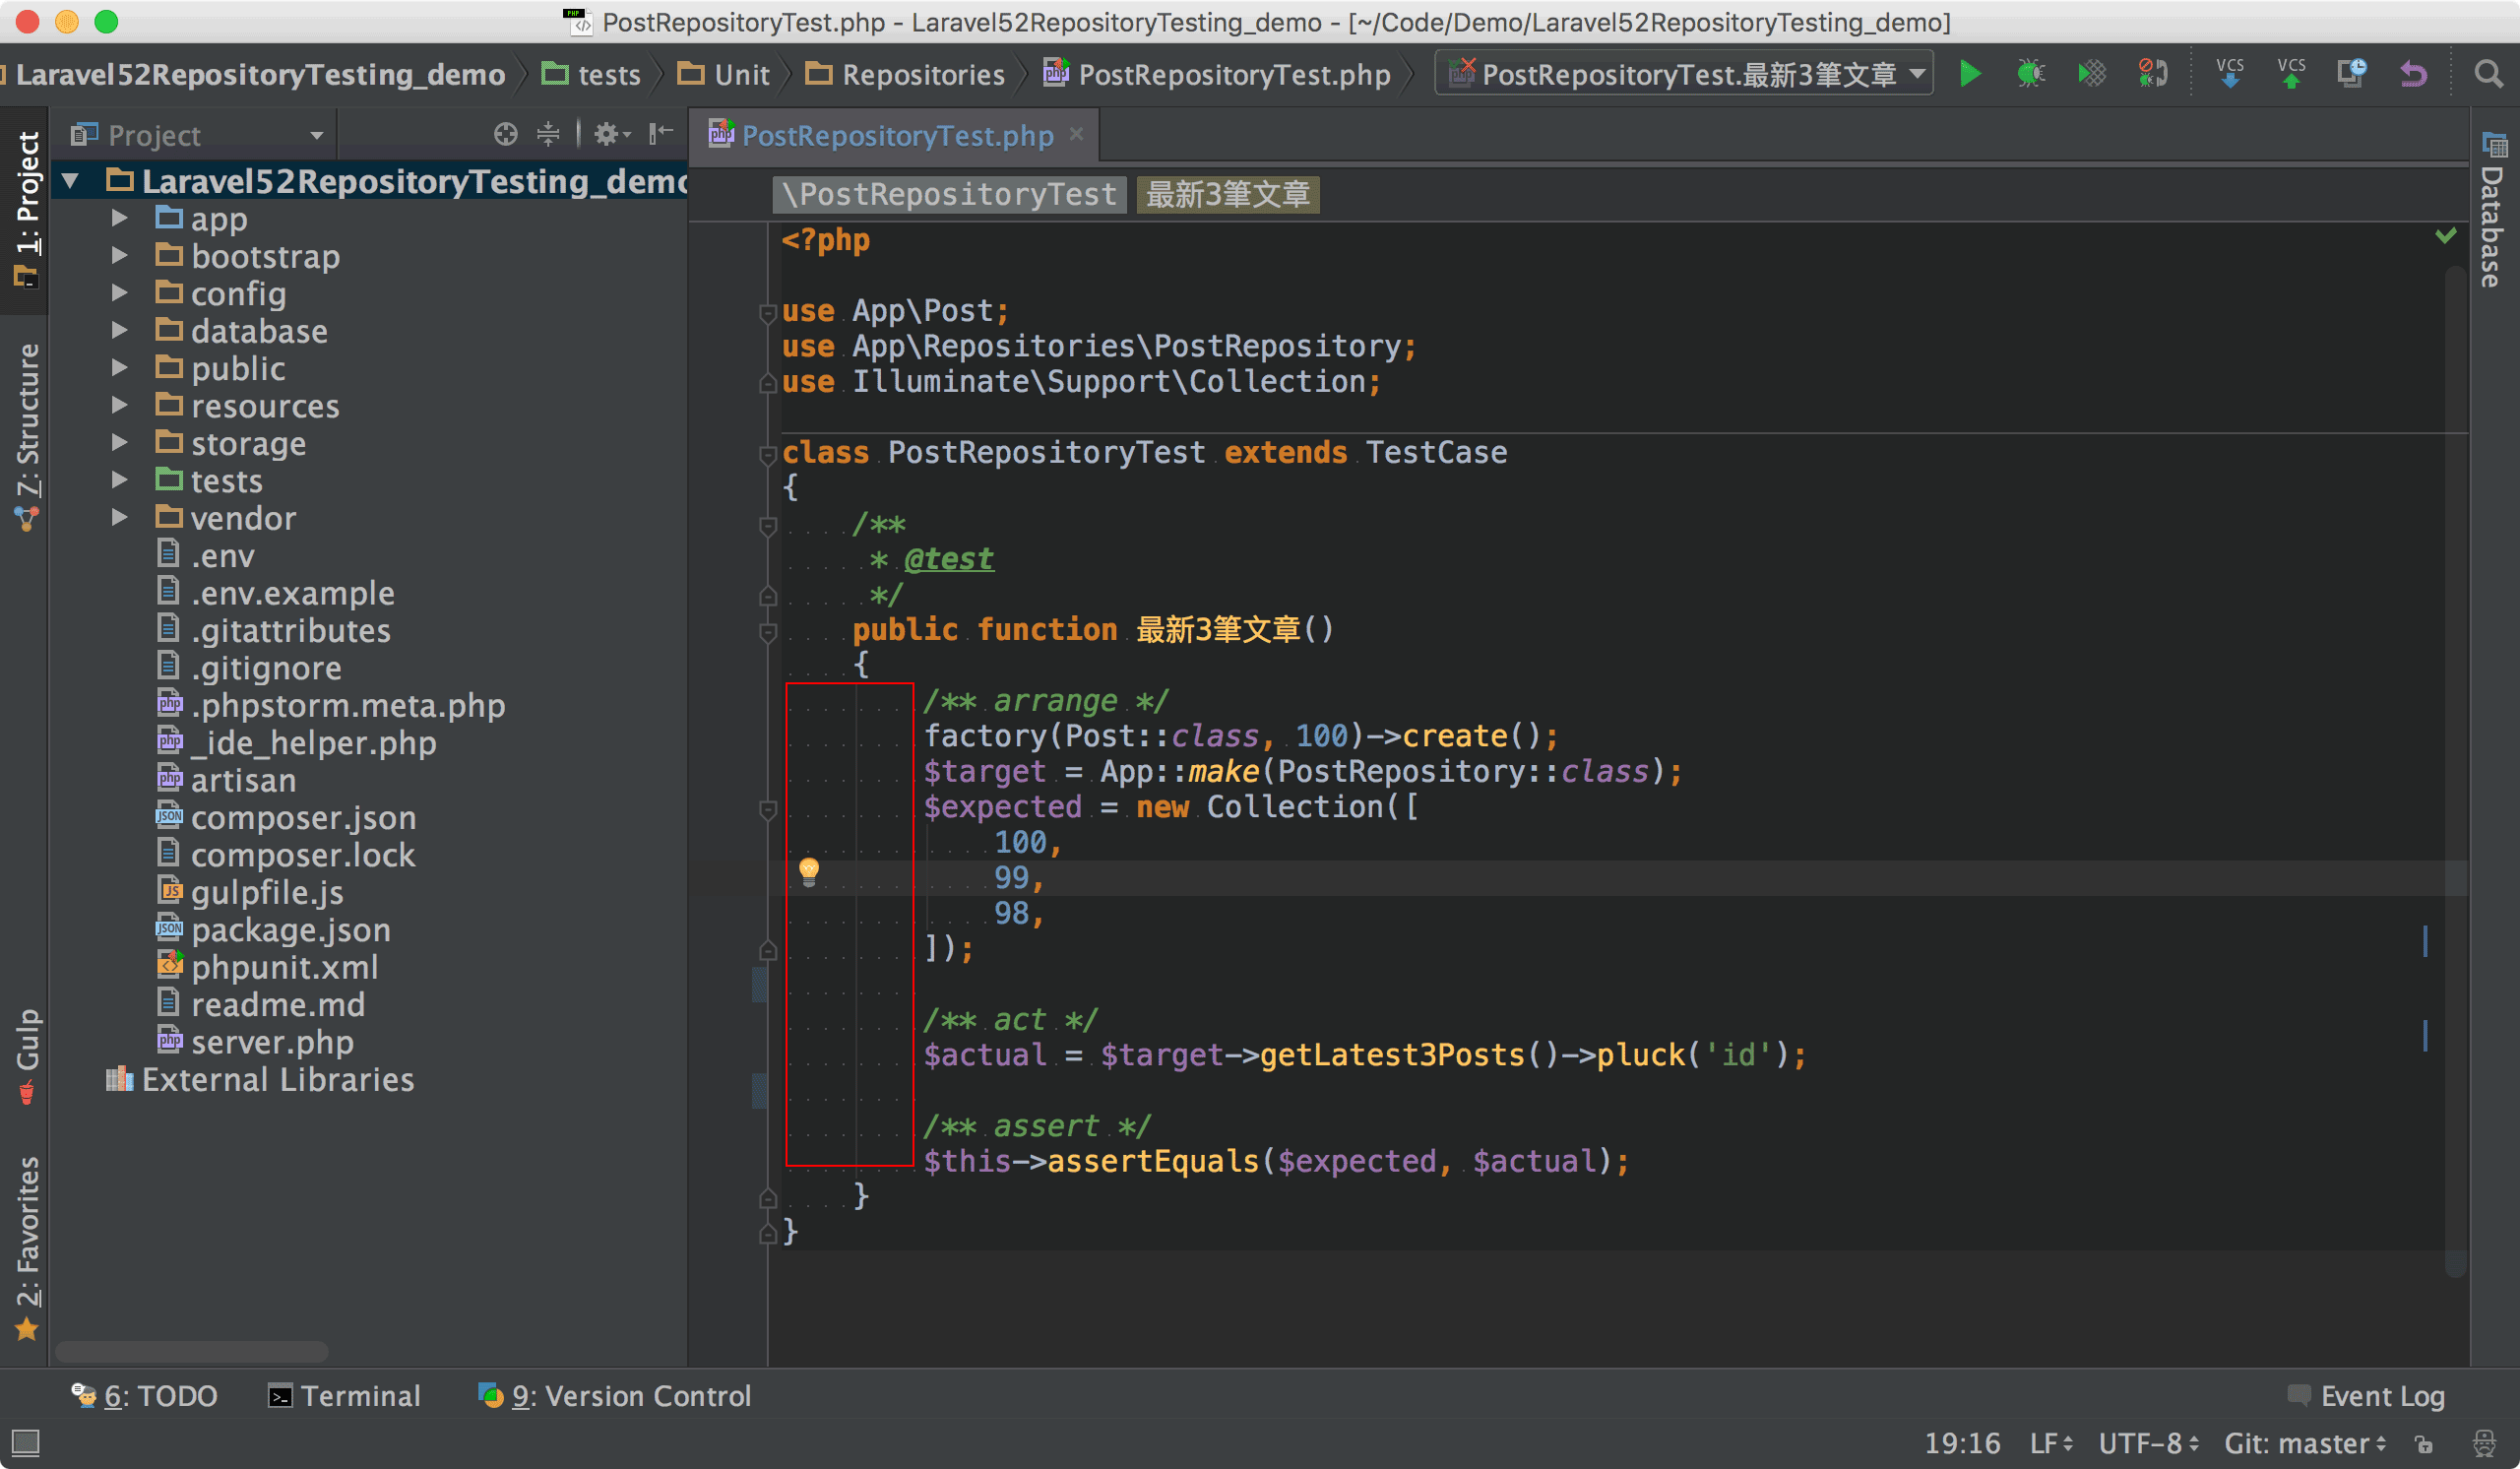 PostRepositoryTest.php - Laravel52RepositoryTesting_demo - [~/Code/Demo/Laravel52RepositoryTesting_demo]
Laravel52RepositoryTesting_demo tests Unit Repositories PostRepositoryTest.php PostRepositoryTest.最新3筆文章 VCS VCS
1: Project
7: Structure
Gulp
2: Favorites
Project
Laravel52RepositoryTesting_demo
app
bootstrap
config
database
public
resources
storage
tests
vendor
.env
.env.example
.gitattributes
.gitignore
.phpstorm.meta.php
_ide_helper.php
artisan
composer.json
composer.lock
gulpfile.js
package.json
phpunit.xml
readme.md
server.php
External Libraries
PostRepositoryTest.php
\PostRepositoryTest 最新3筆文章
<?php
use App\Post;
use App\Repositories\PostRepository;
use Illuminate\Support\Collection;
class PostRepositoryTest extends TestCase
{
/**
* @test
*/
public function 最新3筆文章()
{
/** arrange */
factory(Post::class, 100)->create();
$target = App::make(PostRepository::class);
$expected = new Collection([
100,
99,
98,
]);
/** act */
$actual = $target->getLatest3Posts()->pluck('id');
/** assert */
$this->assertEquals($expected, $actual);
}
}
Database
6: TODO Terminal 9: Version Control Event Log
19:16 LF UTF-8 Git: master